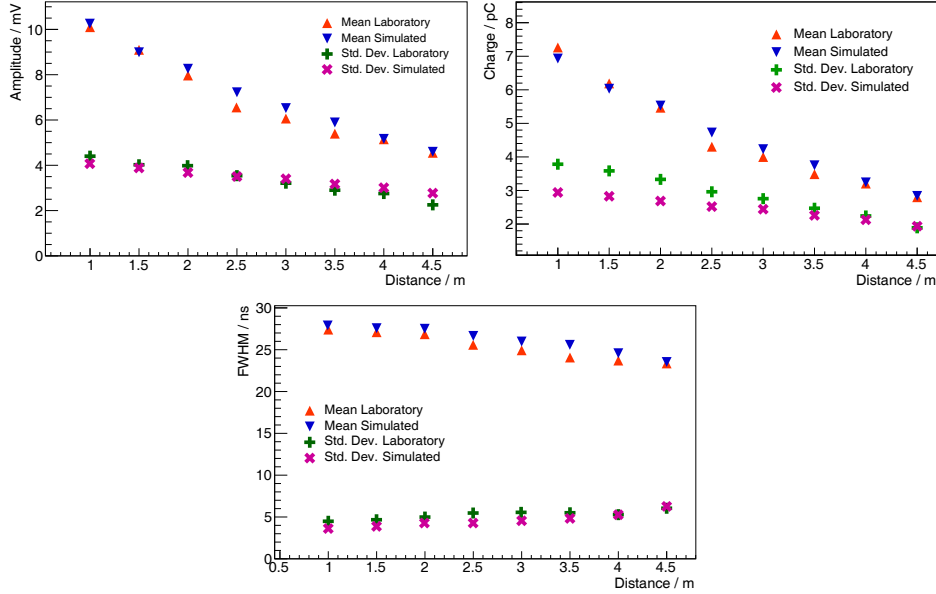 Amplitude / mV
10
8
6
4
2
0
Mean Laboratory
Mean Simulated
Std. Dev. Laboratory
Std. Dev. Simulated
1 1.5 2 2.5 3 3.5 4 4.5
Distance / m
Charge / pC
8
7
6
5
4
3
2
Mean Laboratory
Mean Simulated
Std. Dev. Laboratory
Std. Dev. Simulated
1 1.5 2 2.5 3 3.5 4 4.5
Distance / m
FWHM / ns
30
25
20
15
10
5
0
Mean Laboratory
Mean Simulated
Std. Dev. Laboratory
Std. Dev. Simulated
0.5 1 1.5 2 2.5 3 3.5 4 4.5
Distance / m